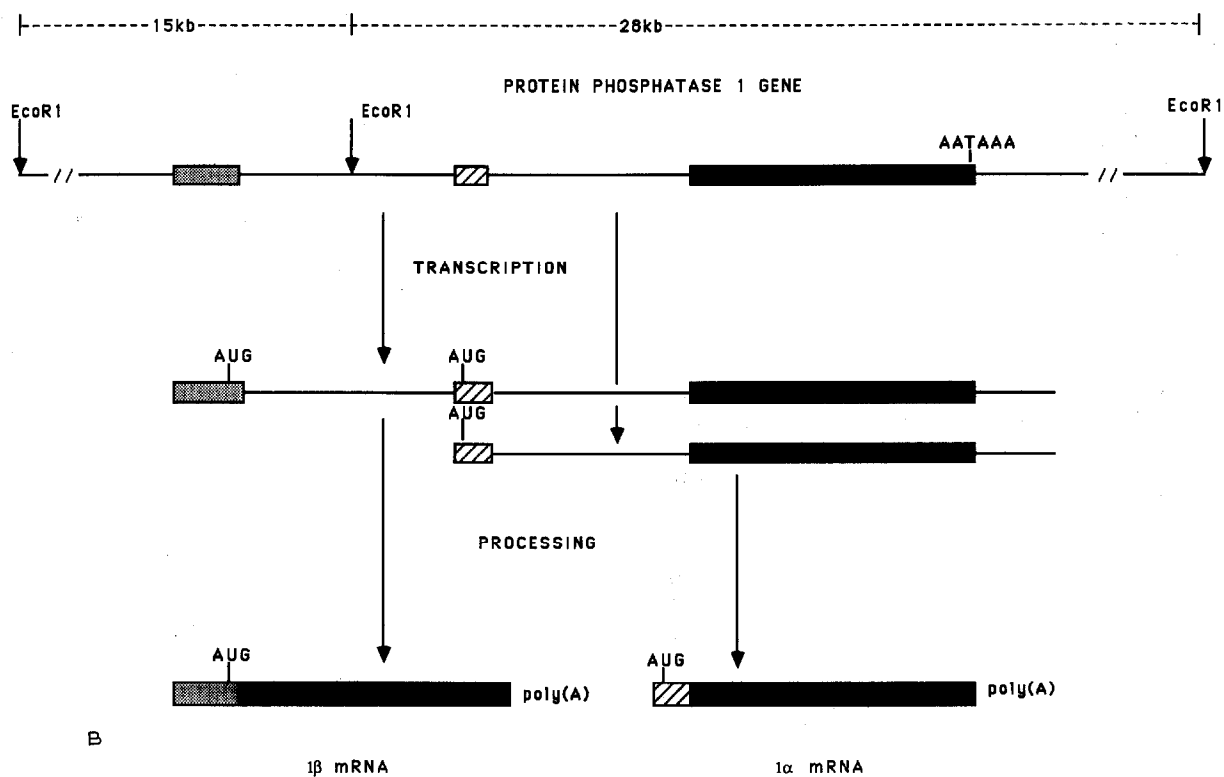 15kb
28kb
PROTEIN PHOSPHATASE 1 GENE
EcoR1
EcoR1
EcoR1
AATAAA
TRANSCRIPTION
AUG
AUG
AUG
PROCESSING
AUG
poly(A)
AUG
poly(A)
B
1β mRNA
1α mRNA